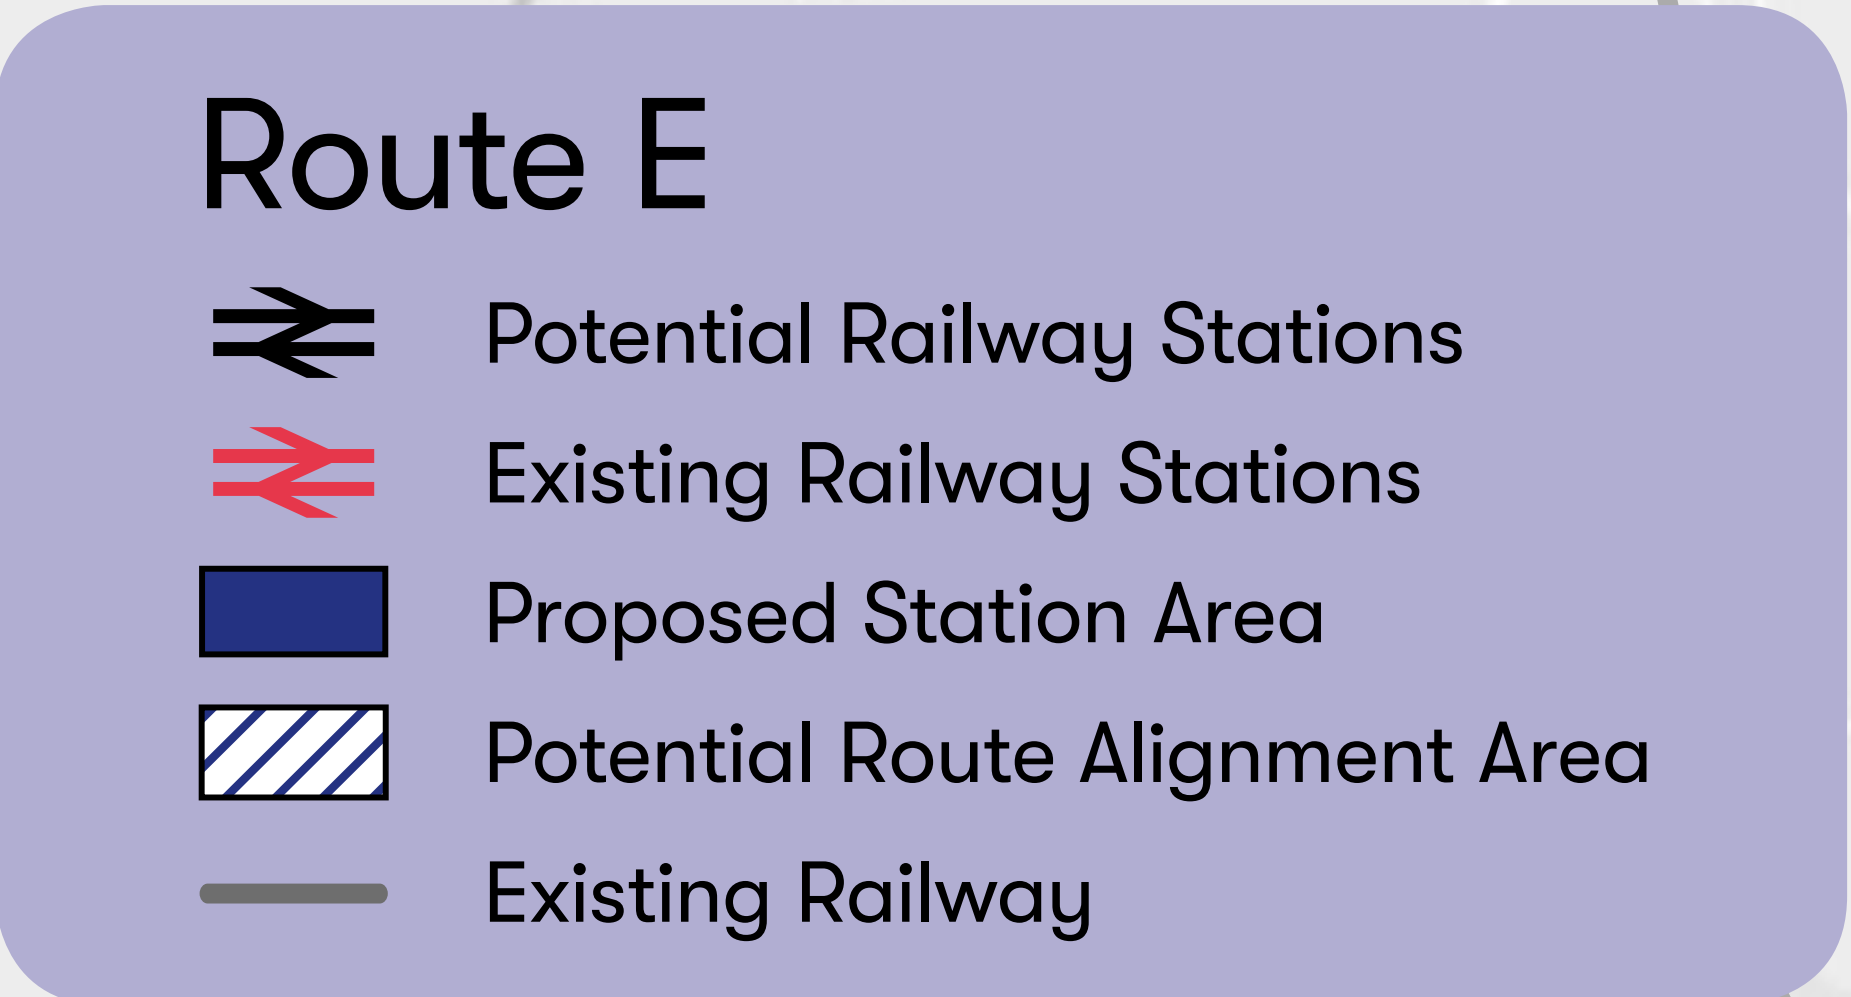 Route E
Potential Railway Stations
Existing Railway Stations
Proposed Station Area
Potential Route Alignment Area
Existing Railway